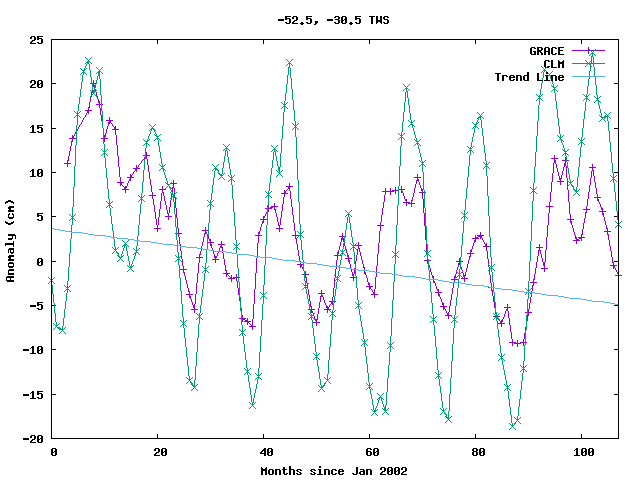 -52.5, -30.5 TWS
GRACE
CLM
Trend Line
25
20
15
10
5
0
-5
-10
-15
-20
Anomaly (cm)
0 20 40 60 80 100
Months since Jan 2002